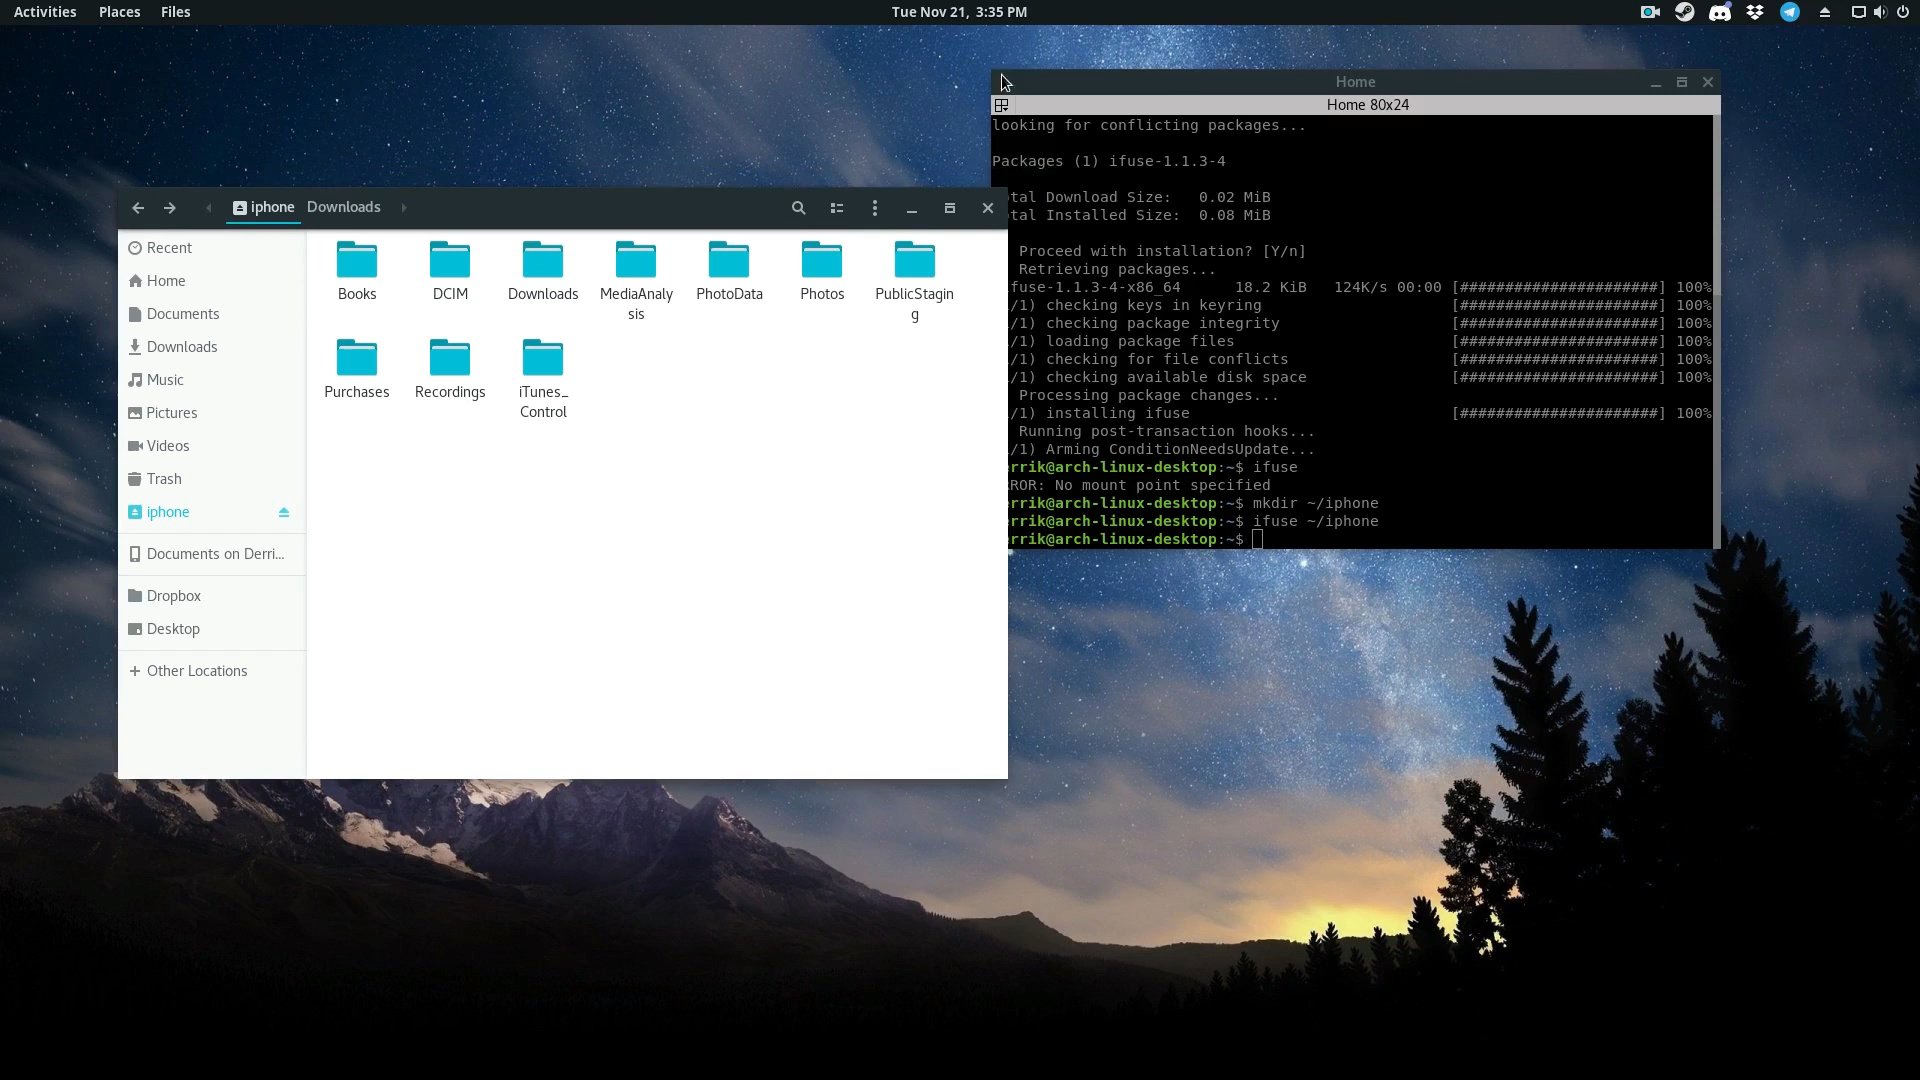 Activities Places Files Tue Nov 21, 3:35 PM
Home
Home 80x24
looking for conflicting packages...
Packages (1) ifuse-1.1.3-4
otal Download Size: 0.02 MiB
otal Installed Size: 0.08 MiB
Proceed with installation? [Y/n]
Retrieving packages...
fuse-1.1.3-4-x86_64 18.2 KiB 124K/s 00:00 [######################] 100%
/1) checking keys in keyring [######################] 100%
/1) checking package integrity [######################] 100%
/1) loading package files [######################] 100%
/1) checking for file conflicts [######################] 100%
/1) checking available disk space [######################] 100%
Processing package changes...
/1) installing ifuse [######################] 100%
Running post-transaction hooks...
/1) Arming ConditionNeedsUpdate...
errik@arch-linux-desktop:~$ ifuse
ROR: No mount point specified
errik@arch-linux-desktop:~$ mkdir ~/iphone
errik@arch-linux-desktop:~$ ifuse ~/iphone
errik@arch-linux-desktop:~$
iphone Downloads
Recent
Home
Documents
Downloads
Music
Pictures
Videos
Trash
iphone
Documents on Derri...
Dropbox
Desktop
+ Other Locations
Books DCIM Downloads MediaAnaly PhotoData Photos PublicStagin
sis g
Purchases Recordings iTunes_
Control